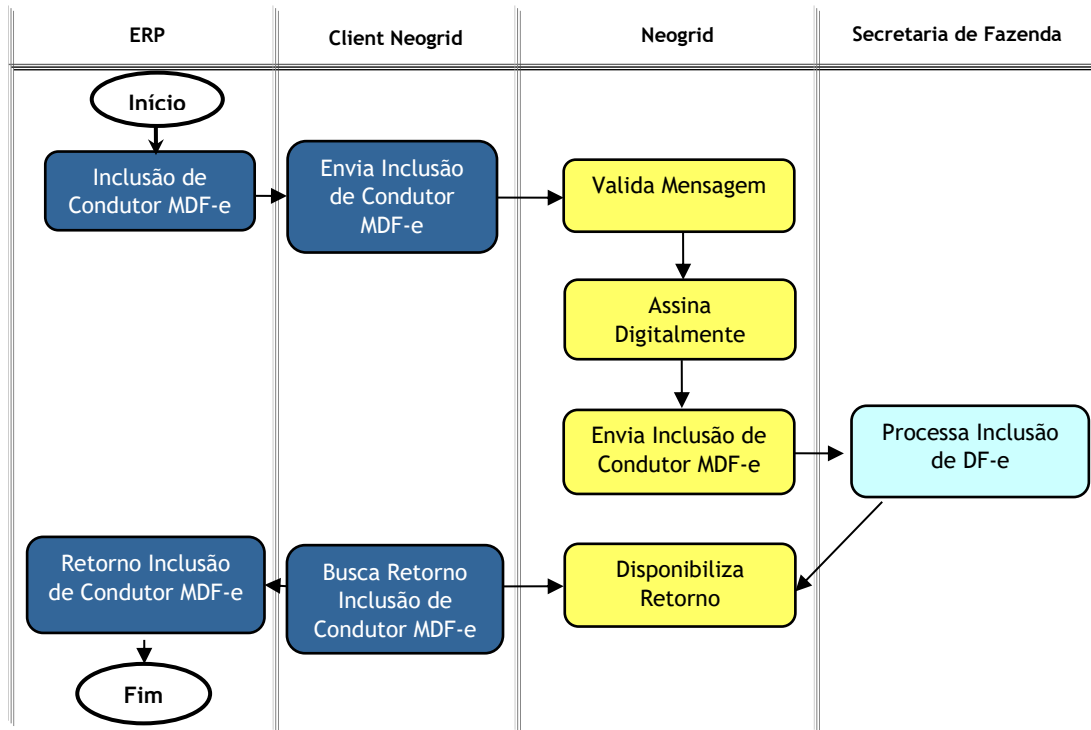 ERP
Client Neogrid
Neogrid
Secretaria de Fazenda
Início
Inclusão de
Condutor MDF-e
Envia Inclusão
de Condutor
MDF-e
Valida Mensagem
Assina
Digitalmente
Envia Inclusão de
Condutor MDF-e
Processa Inclusão
de DF-e
Retorno Inclusão
de Condutor MDF-e
Busca Retorno
Inclusão de
Condutor MDF-e
Disponibiliza
Retorno
Fim